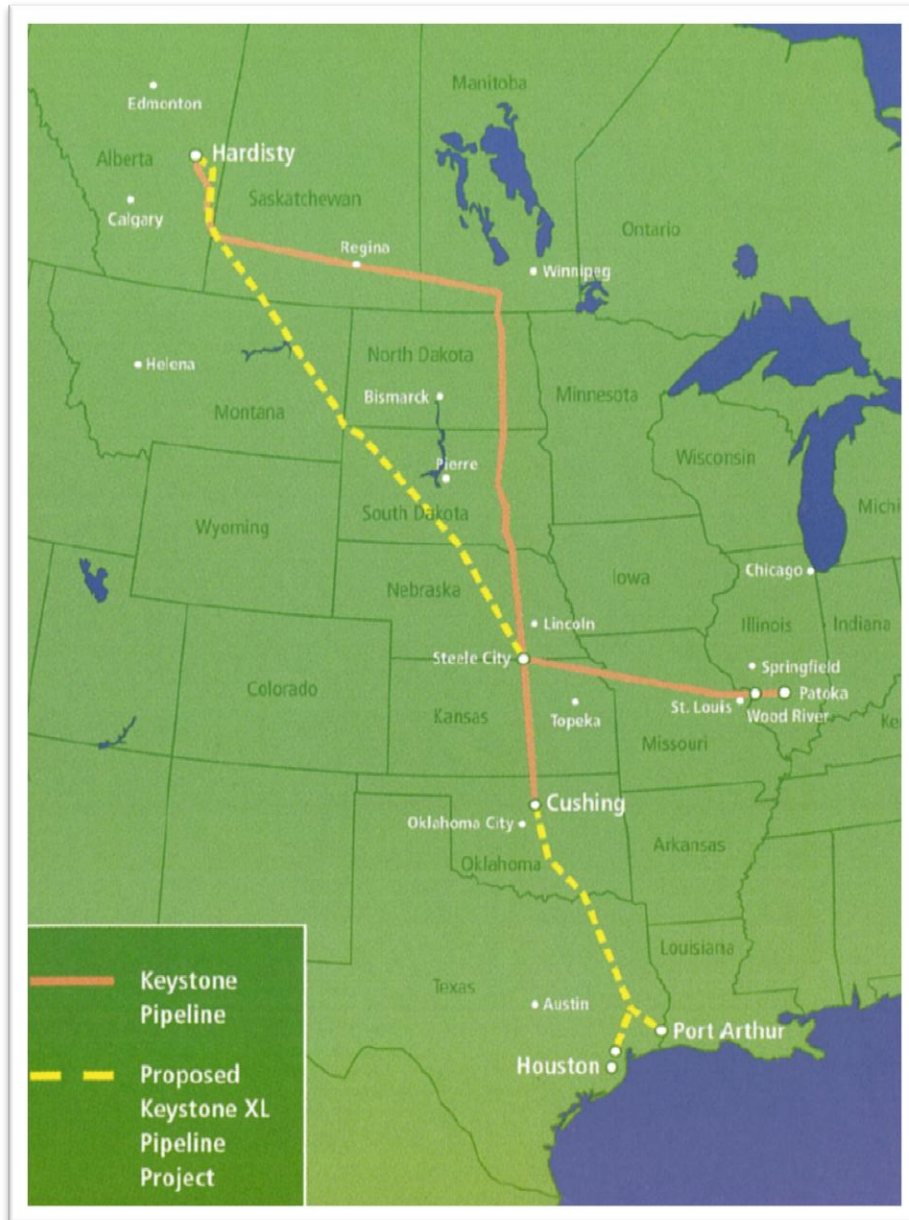 Manitoba
Edmonton
Alberta
Hardisty
Saskatchewan
Calgary
Regina
Ontario
Winnipeg
North Dakota
Helena
Bismarck
Minnesota
Montana
Pierre
Wisconsin
Michi
South Dakota
Wyoming
Chicago
Iowa
Nebraska
Lincoln
Illinois
Indiana
Steele City
Springfield
Colorado
Patoka
St. Louis
Wood River
Kansas
Topeka
Ke
Missouri
Cushing
Oklahoma City
Arkansas
Oklahoma
Louisiana
Texas
Austin
Port Arthur
Houston
Keystone
Pipeline
Proposed
Keystone XL
Pipeline
Project